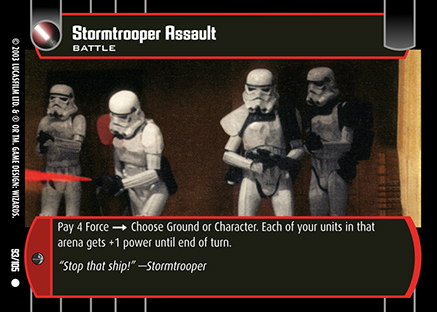 Stormtrooper Assault
BATTLE
Pay 4 Force → Choose Ground or Character. Each of your units in that
arena gets +1 power until end of turn.
"Stop that ship!" —Stormtrooper
© 2003 LUCASFILM LTD. & ® OR TM. GAME DESIGN: WIZARDS.
93/105